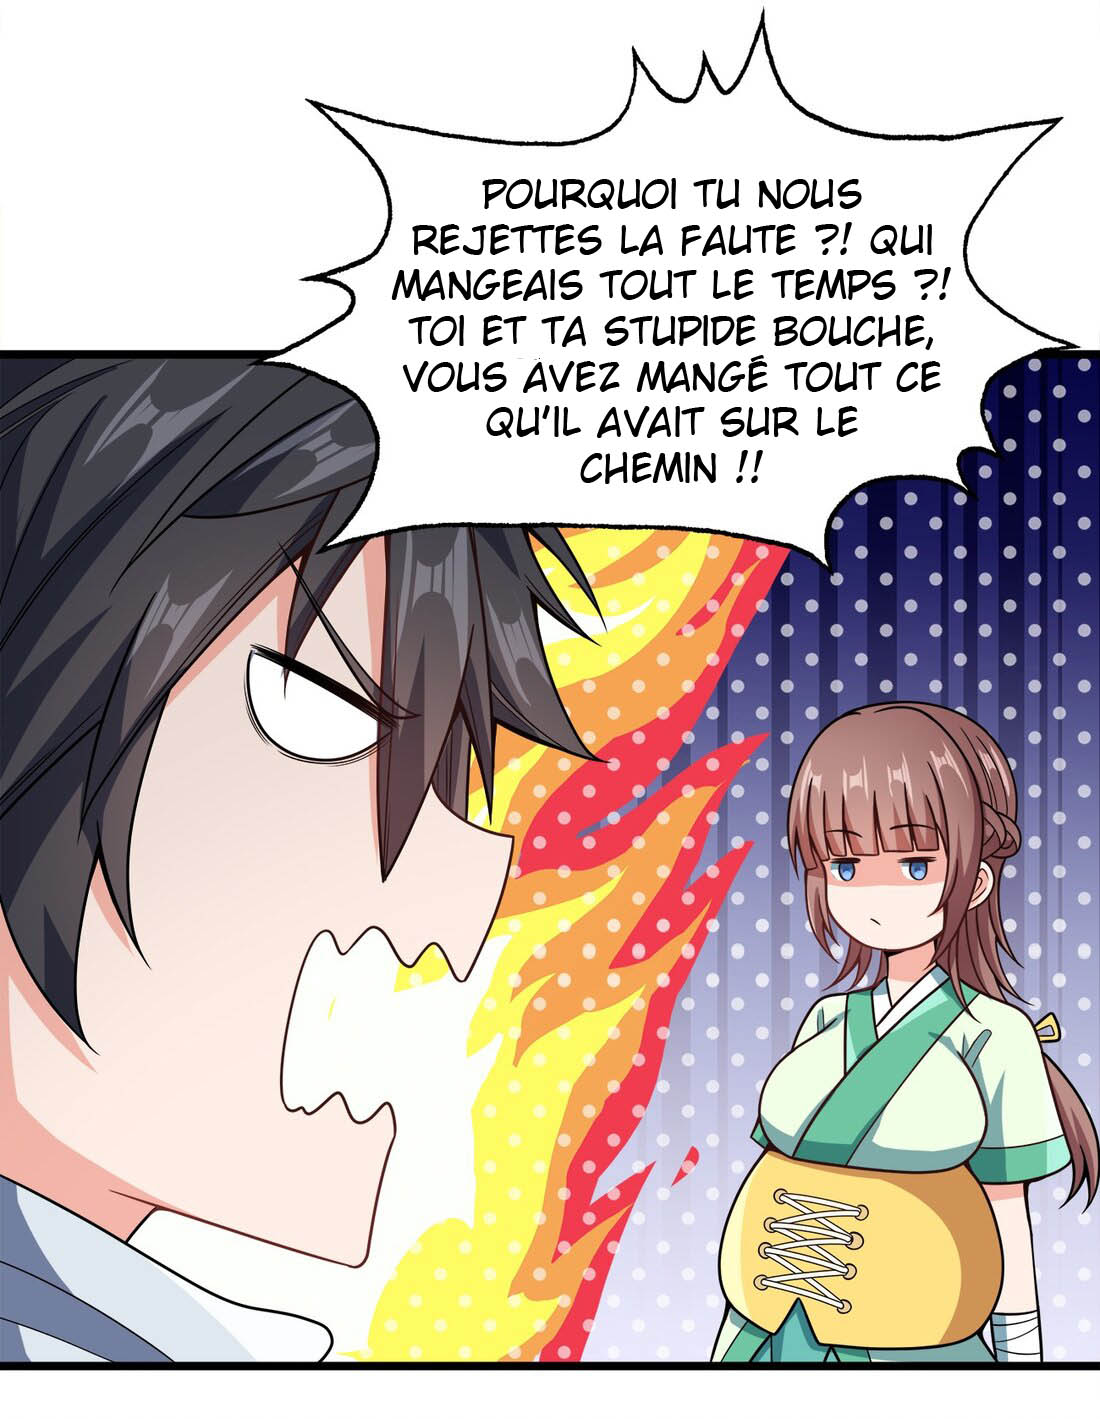 POURQUOI TU NOUS
REJETTES LA FAUTE ?! QUI
MANGEAIS TOUT LE TEMPS ?!
TOI ET TA STUPIDE BOUCHE,
VOUS AVEZ MANGÉ TOUT CE
QU'IL AVAIT SUR LE
CHEMIN !!